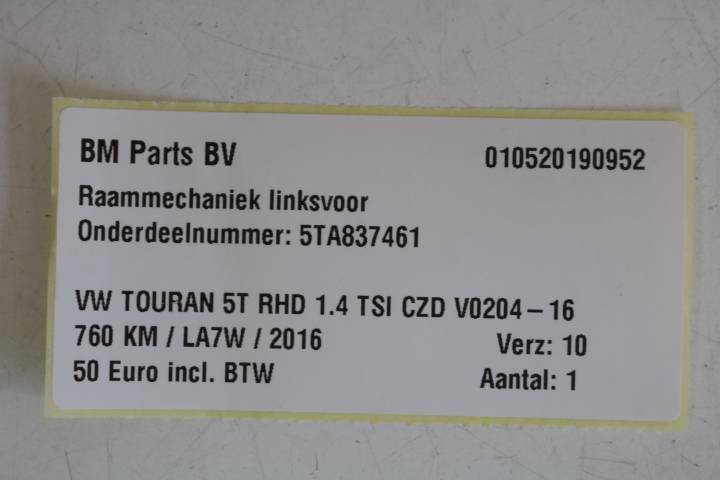 BM Parts BV 010520190952
Raammechaniek linksvoor
Onderdeelnummer: 5TA837461
VW TOURAN 5T RHD 1.4 TSI CZD V0204-16
760 KM / LA7W / 2016 Verz: 10
50 Euro incl. BTW Aantal: 1